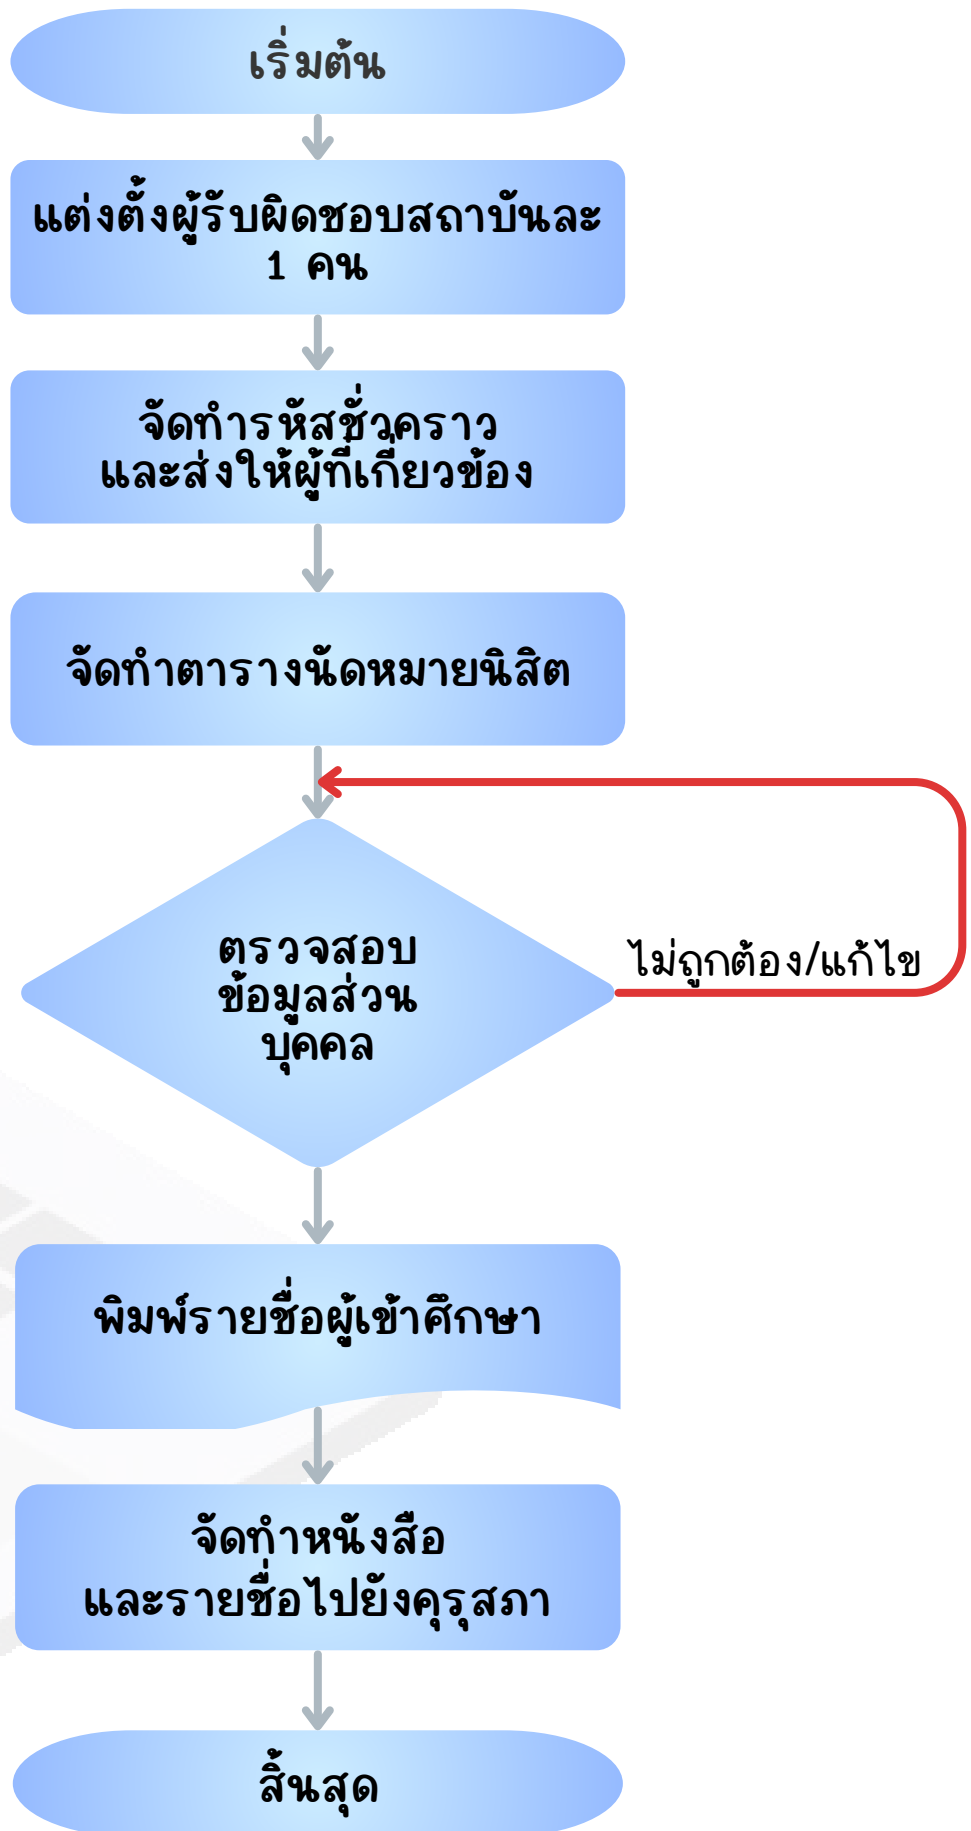 เริ่มต้น
แต่งตั้งผู้รับผิดชอบสถาบันละ
1 คน
จัดทำรหัสชั่วคราว
และส่งให้ผู้ที่เกี่ยวข้อง
จัดทำตารางนัดหมายนิสิต
ตรวจสอบ
ข้อมูลส่วน
บุคคล
ไม่ถูกต้อง/แก้ไข
พิมพ์รายชื่อผู้เข้าศึกษา
จัดทำหนังสือ
และรายชื่อไปยังคุรุสภา
สิ้นสุด